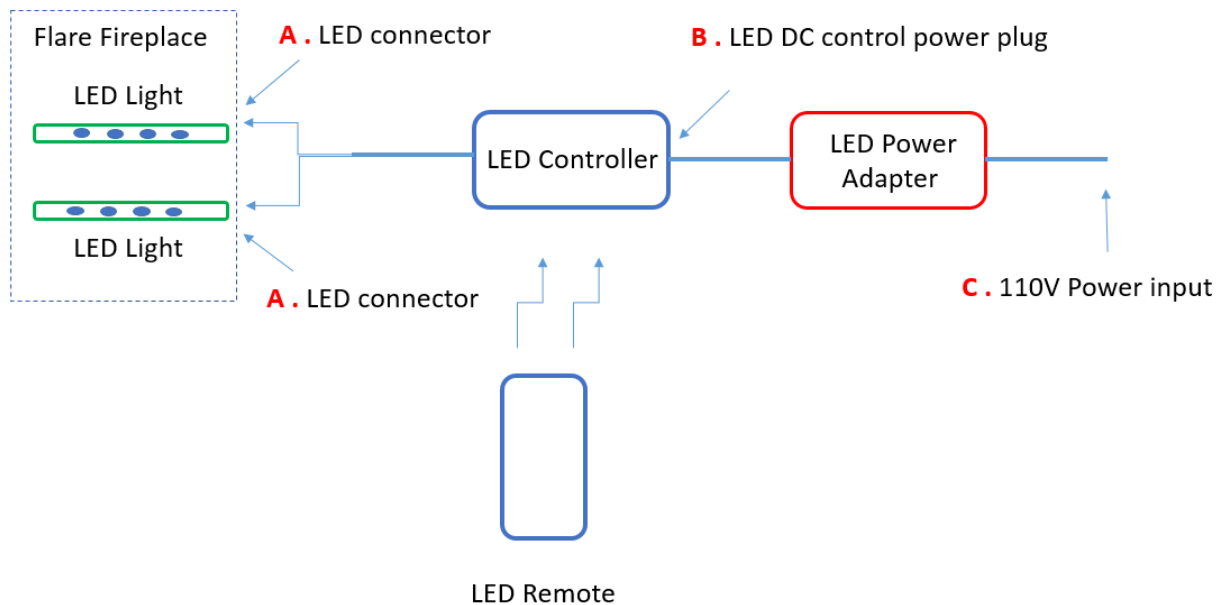 Flare Fireplace
A . LED connector
B . LED DC control power plug
LED Light
LED Controller
LED Power
Adapter
LED Light
A . LED connector
C . 110V Power input
LED Remote